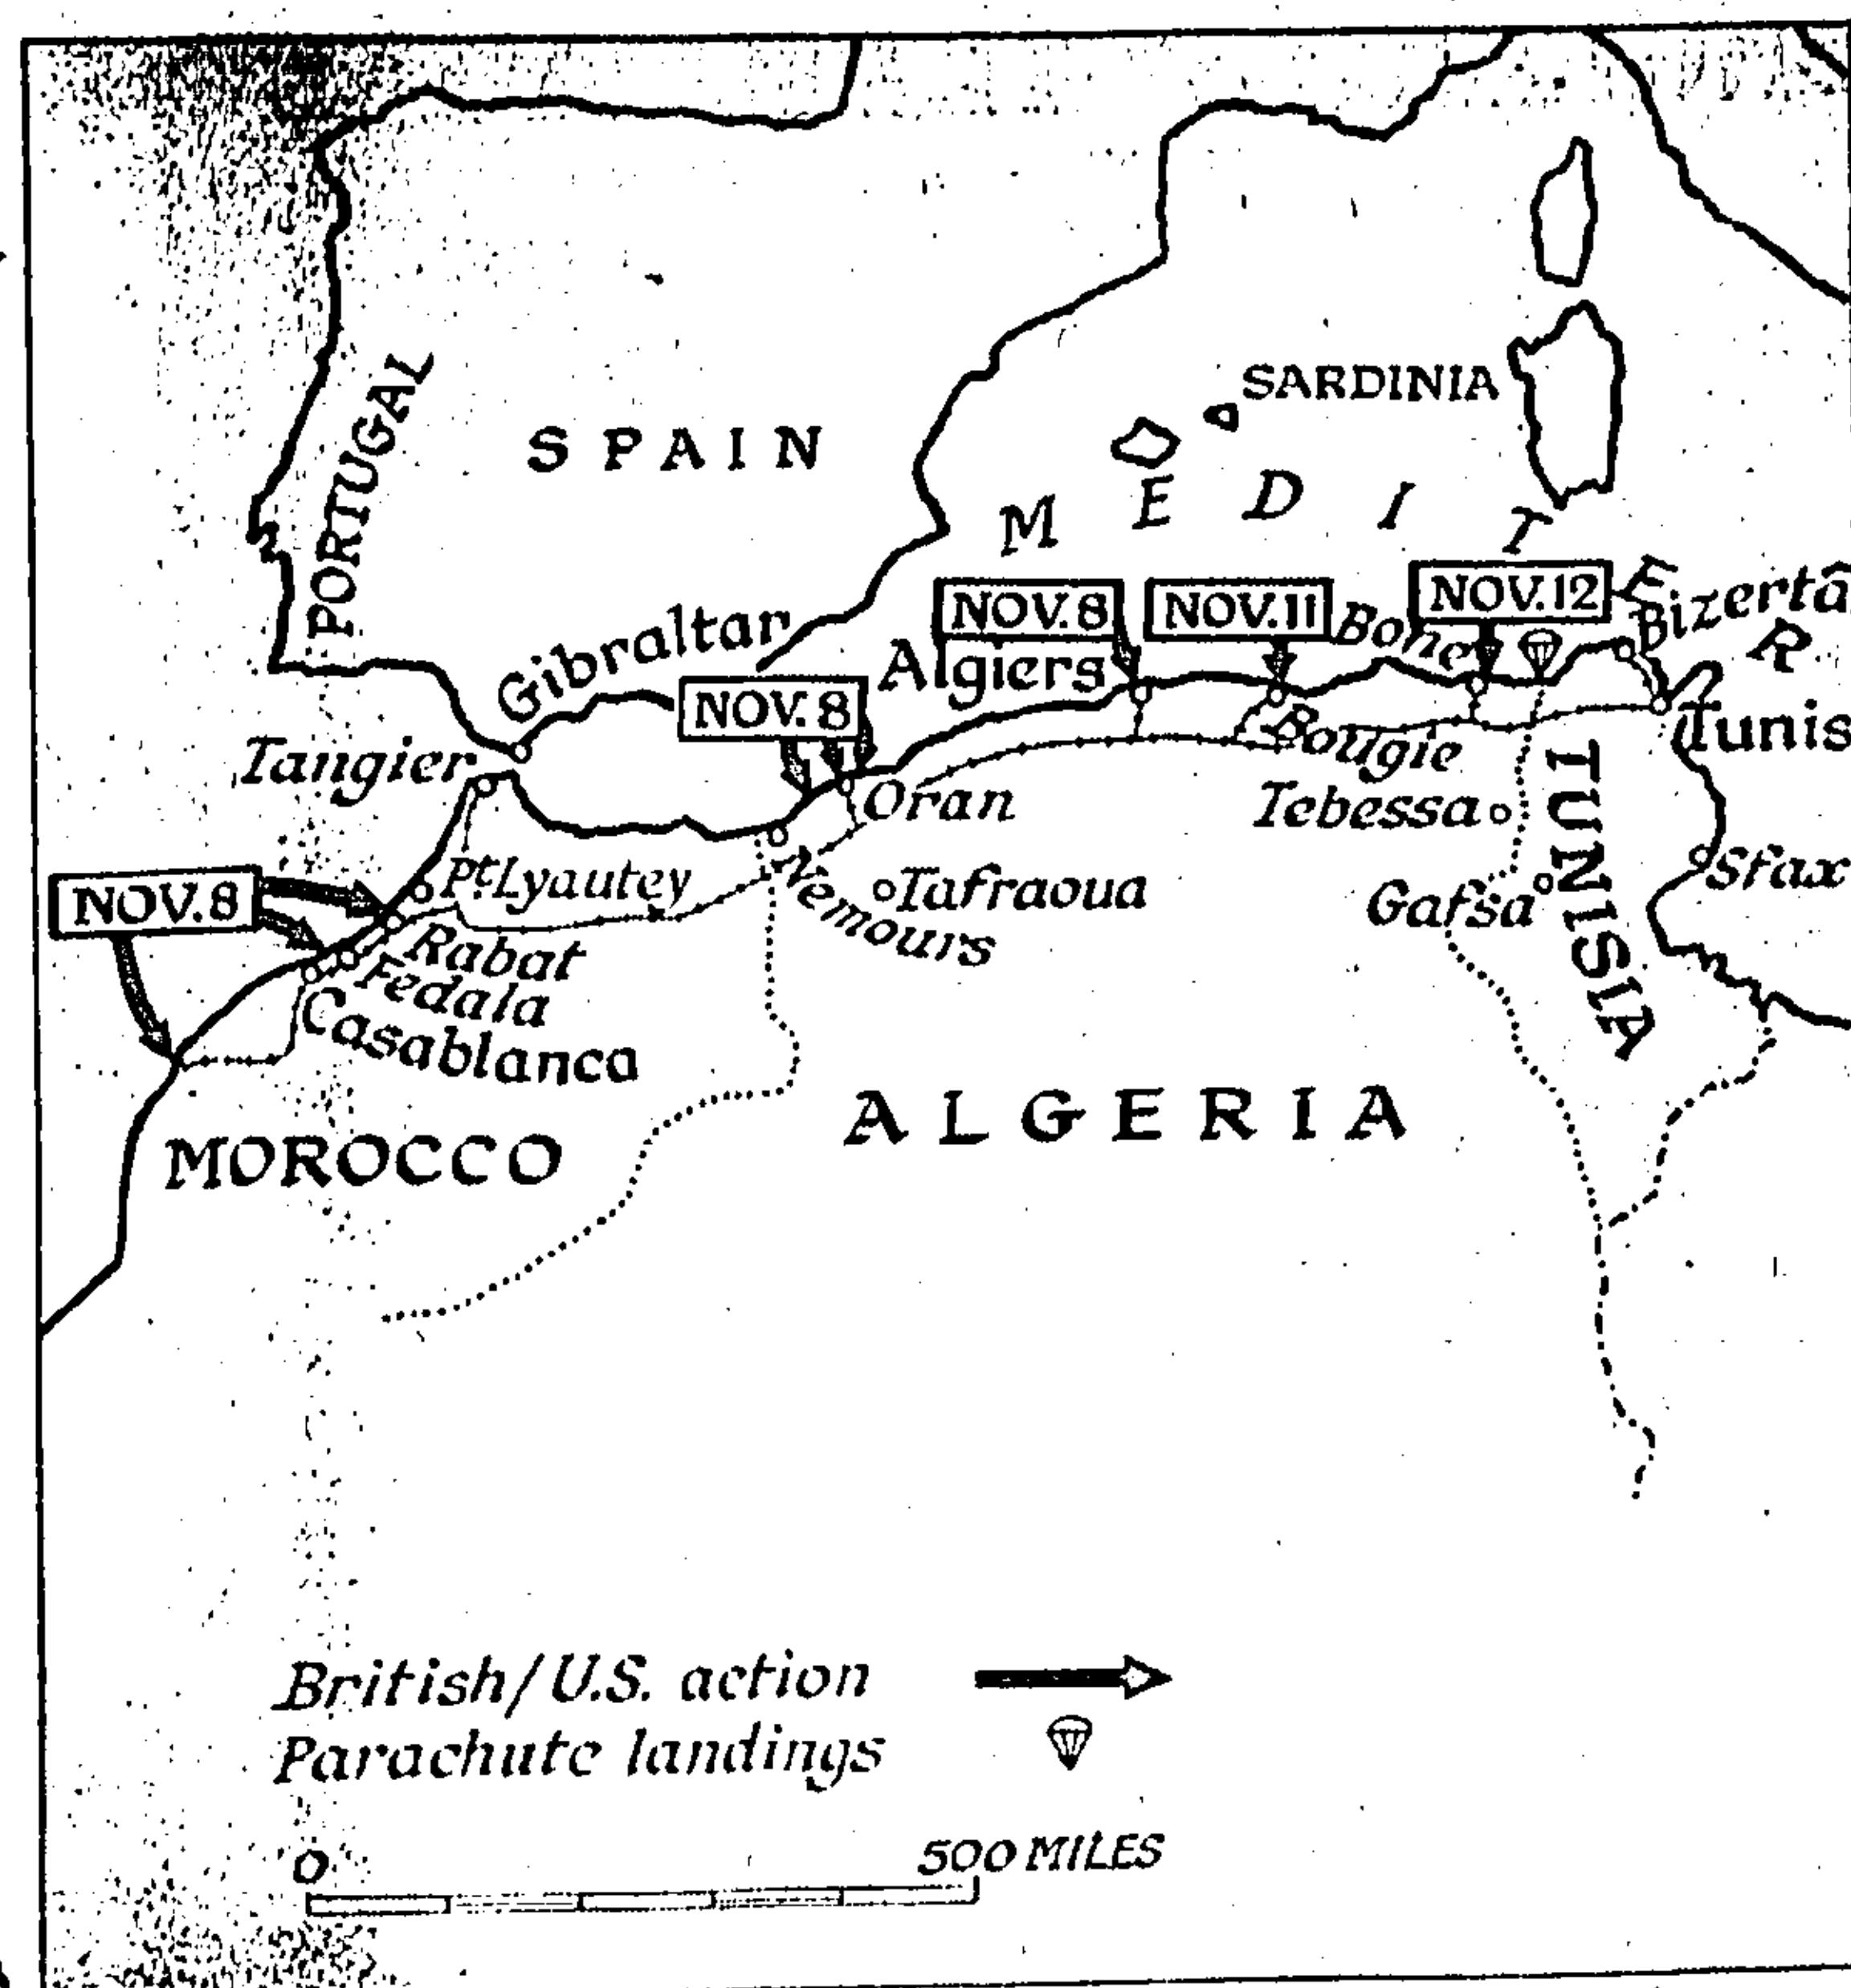 PORTUGAL
SPAIN
SARDINIA
M E D I T E R
Gibraltar
NOV. 8
Algiers
NOV. 11
Bone
NOV. 12
Bizerta
NOV. 8
Tangier
Oran
Bougie
Tunis
Tebessa
TUNISIA
NOV. 8
Pt. Lyautey
Nemours
Tafraoua
Gafsa
Sfax
Rabat
Fedala
Casablanca
MOROCCO
ALGERIA
British/U.S. action
Parachute landings
0
500 MILES